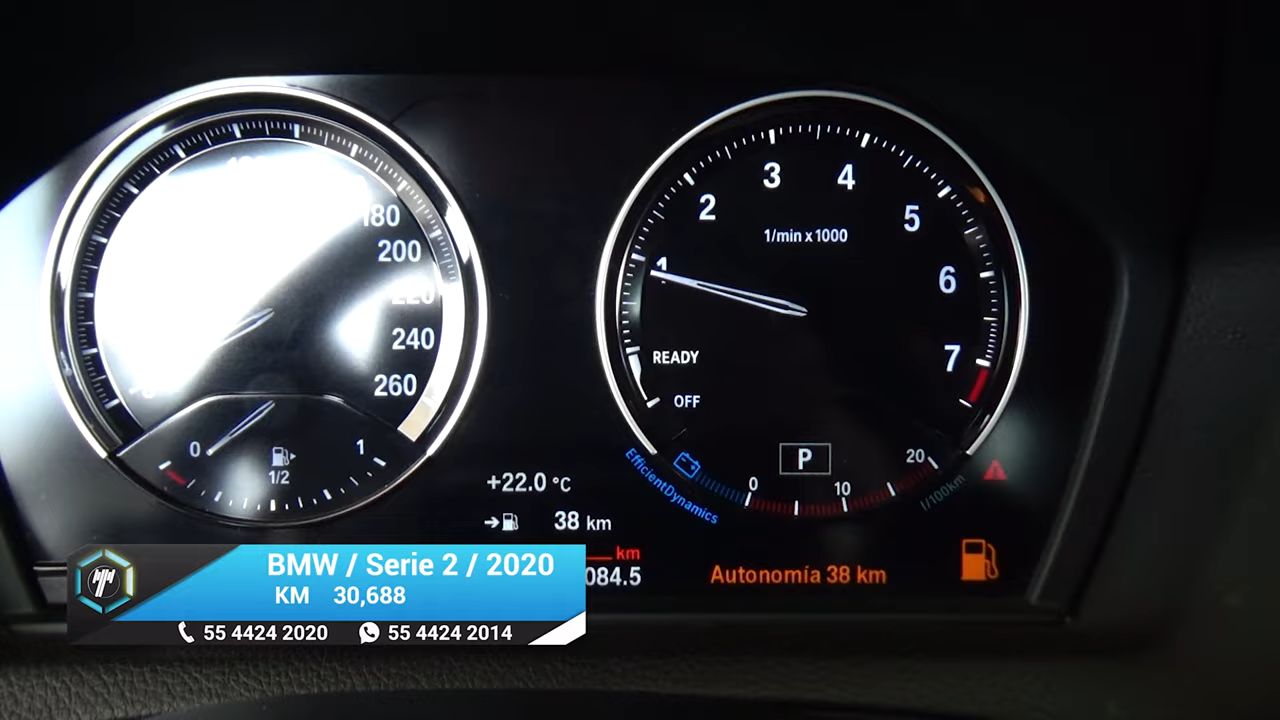 180
200
220
240
260
0
1/2
1
1/min x 1000
1
2
3
4
5
6
7
READY
OFF
P
EfficientDynamics
0
10
20
l/100km
+22.0 °C
38 km
km
084.5
Autonomía 38 km
BMW / Serie 2 / 2020
KM 30,688
55 4424 2020
55 4424 2014